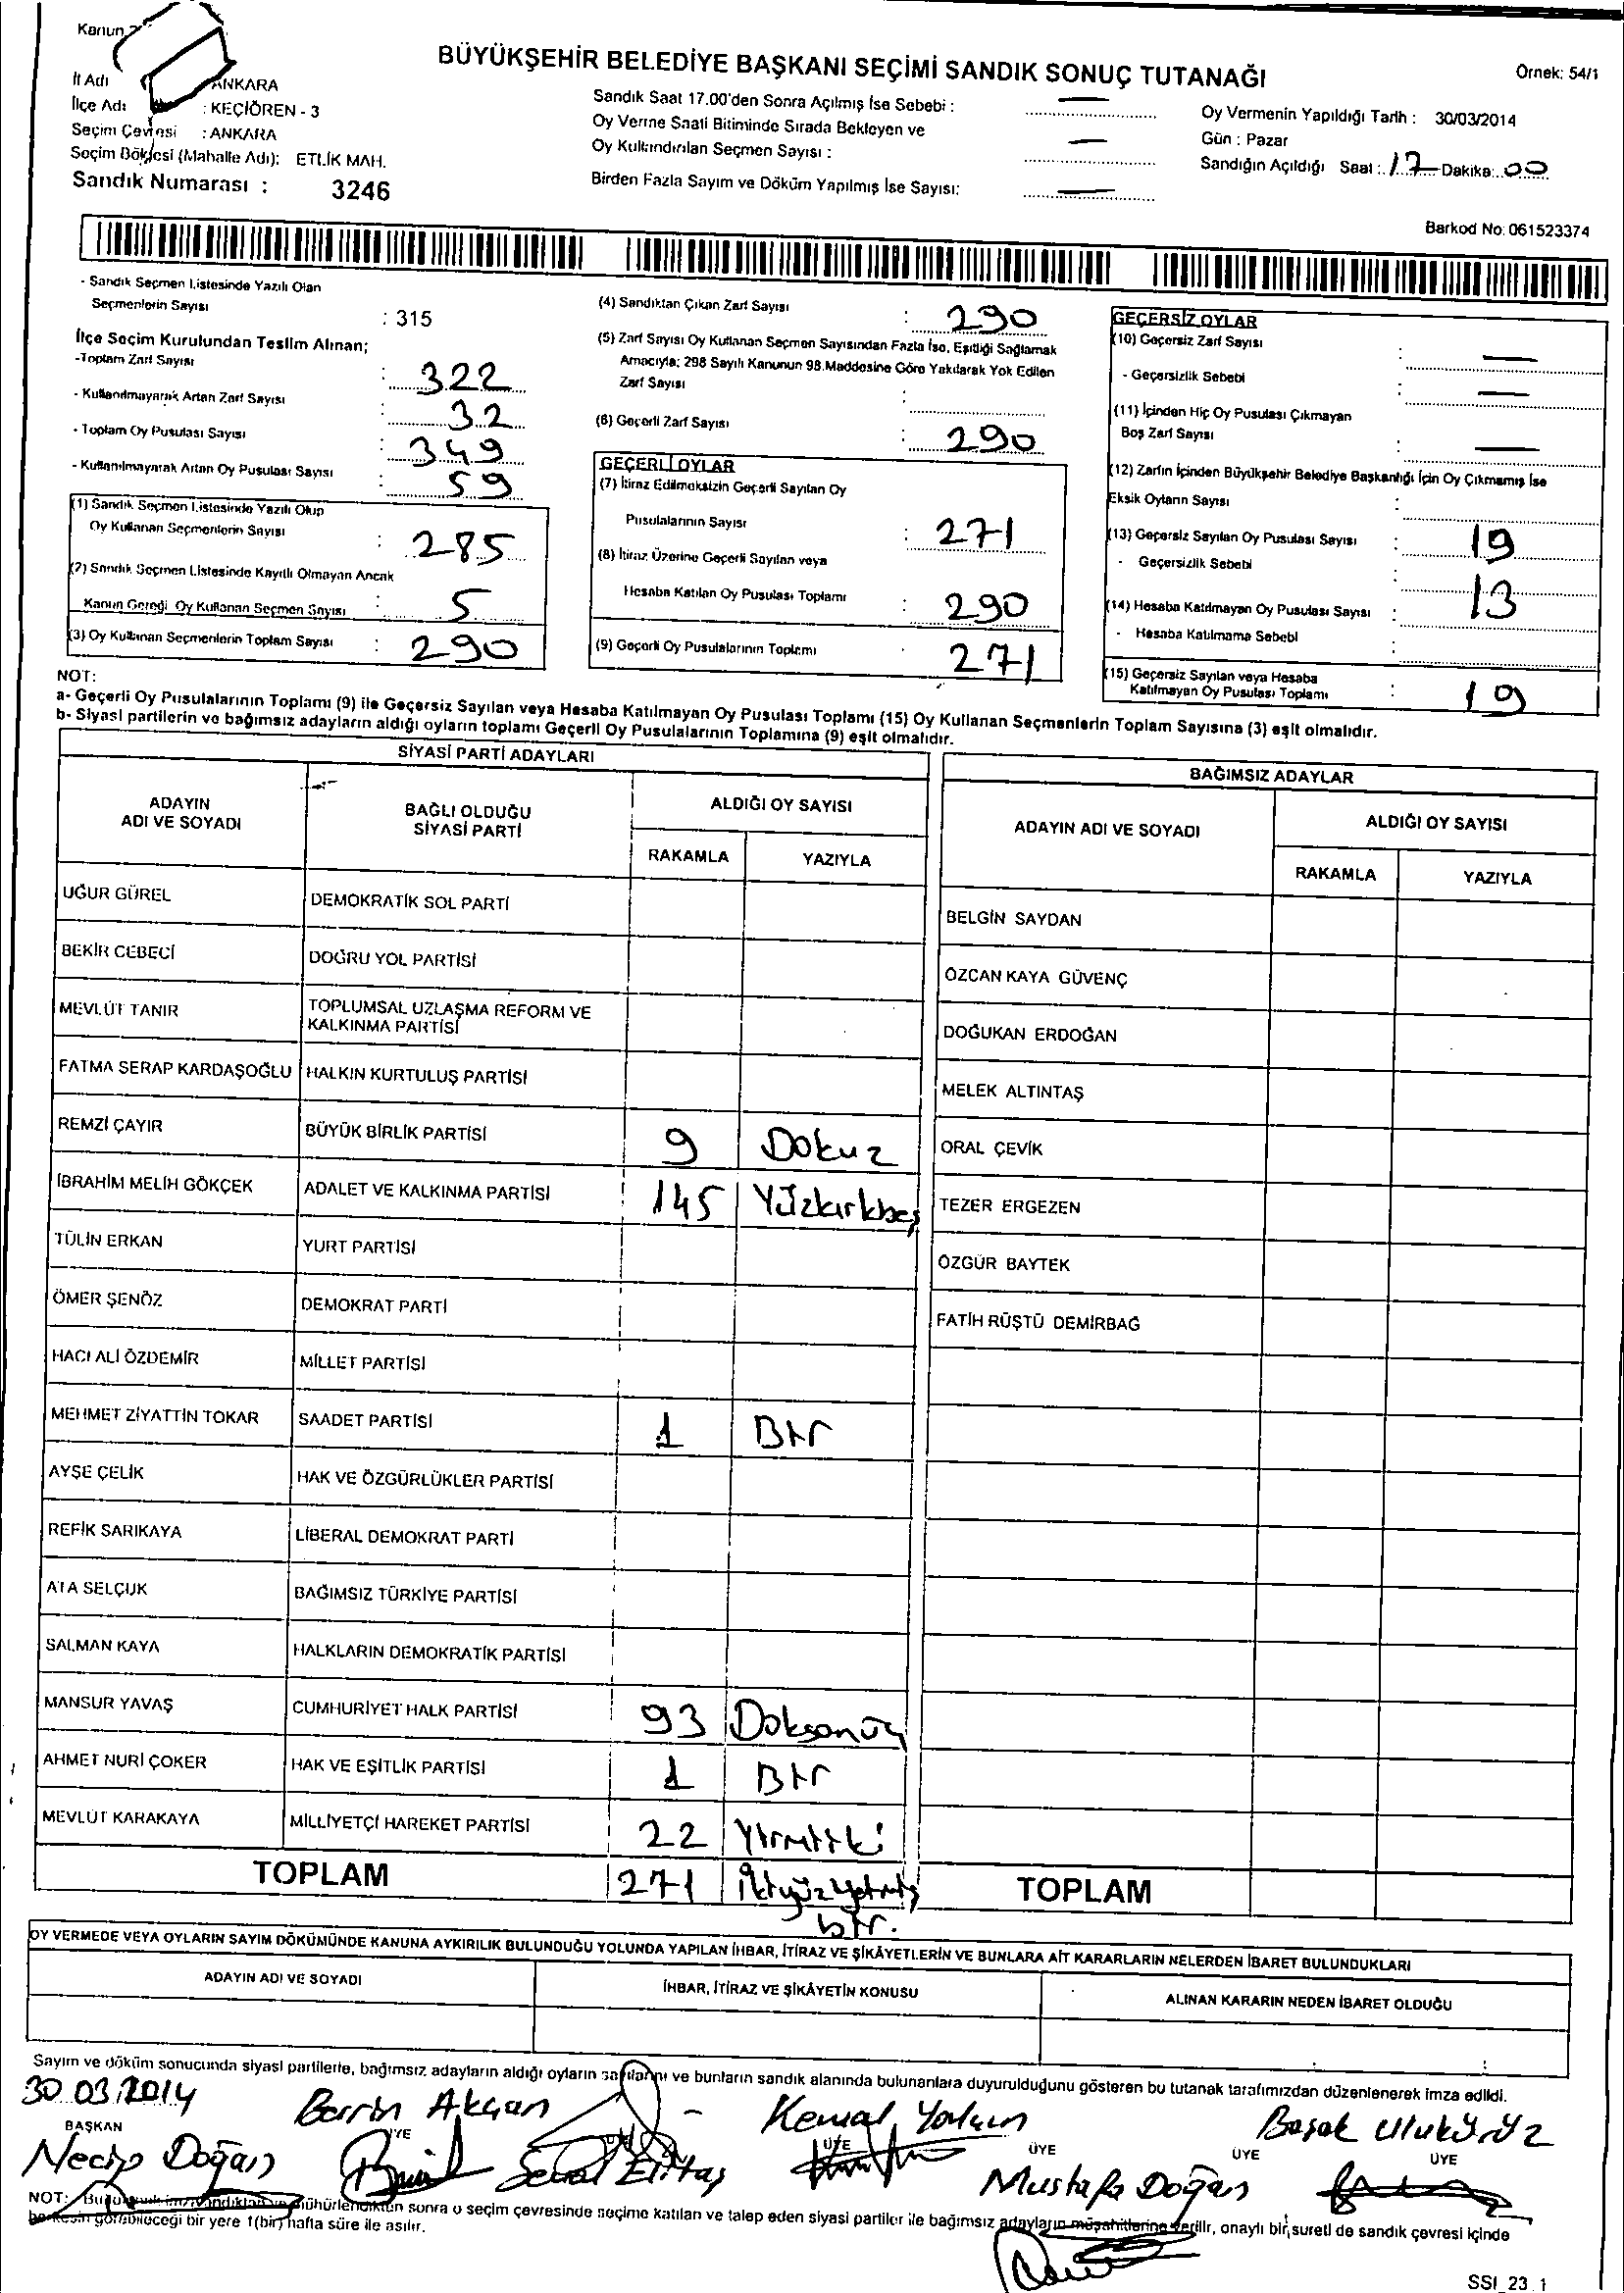 Kanun
BÜYÜKŞEHİR BELEDİYE BAŞKANI SEÇİMİ SANDIK SONUÇ TUTANAĞI
Örnek: 54/1
İl Adı ANKARA
İlçe Adı : KEÇİÖREN - 3
Seçim Çevresi : ANKARA
Seçim Bölgesi (Mahalle Adı): ETLİK MAH.
Sandık Numarası : 3246
Sandık Saat 17.00'den Sonra Açılmış İse Sebebi : —
Oy Verme Saati Bitiminde Sırada Bekleyen ve
Oy Kullandırılan Seçmen Sayısı : —
Birden Fazla Sayım ve Döküm Yapılmış İse Sayısı: —
Oy Vermenin Yapıldığı Tarih : 30/03/2014
Gün : Pazar
Sandığın Açıldığı Saat : 17 Dakika: 00
Barkod No: 061523374
- Sandık Seçmen Listesinde Yazılı Olan
Seçmenlerin Sayısı : 315
İlçe Seçim Kurulundan Teslim Alınan;
-Toplam Zarf Sayısı : 322
- Kullanılmayarak Artan Zarf Sayısı : 32
- Toplam Oy Pusulası Sayısı : 349
- Kullanılmayarak Artan Oy Pusulası Sayısı : 59
(1) Sandık Seçmen Listesinde Yazılı Olup
Oy Kullanan Seçmenlerin Sayısı : 285
(2) Sandık Seçmen Listesinde Kayıtlı Olmayan Ancak
Kanun Gereği Oy Kullanan Seçmen Sayısı : 5
(3) Oy Kullanan Seçmenlerin Toplam Sayısı : 290
(4) Sandıktan Çıkan Zarf Sayısı : 290
(5) Zarf Sayısı Oy Kullanan Seçmen Sayısından Fazla İse, Eşitliği Sağlamak
Amacıyla; 298 Sayılı Kanunun 98.Maddesine Göre Yakılarak Yok Edilen
Zarf Sayısı :
(6) Geçerli Zarf Sayısı : 290
GEÇERLİ OYLAR
(7) İtiraz Edilmeksizin Geçerli Sayılan Oy
Pusulalarının Sayısı : 271
(8) İtiraz Üzerine Geçerli Sayılan veya
Hesaba Katılan Oy Pusulası Toplamı : 290
(9) Geçerli Oy Pusulalarının Toplamı : 271
GEÇERSİZ OYLAR
(10) Geçersiz Zarf Sayısı : —
- Geçersizlik Sebebi : —
(11) İçinden Hiç Oy Pusulası Çıkmayan
Boş Zarf Sayısı : —
(12) Zarfın İçinden Büyükşehir Belediye Başkanlığı İçin Oy Çıkmamış İse
Eksik Oyların Sayısı :
(13) Geçersiz Sayılan Oy Pusulası Sayısı : 19
- Geçersizlik Sebebi : 13
(14) Hesaba Katılmayan Oy Pusulası Sayısı :
- Hesaba Katılmama Sebebi :
(15) Geçersiz Sayılan veya Hesaba
Katılmayan Oy Pusulası Toplamı : 19
NOT:
a- Geçerli Oy Pusulalarının Toplamı (9) ile Geçersiz Sayılan veya Hesaba Katılmayan Oy Pusulası Toplamı (15) Oy Kullanan Seçmenlerin Toplam Sayısına (3) eşit olmalıdır.
b- Siyasi partilerin ve bağımsız adayların aldığı oyların toplamı Geçerli Oy Pusulalarının Toplamına (9) eşit olmalıdır.
SİYASİ PARTİ ADAYLARI
ADAYIN ADI VE SOYADI
BAĞLI OLDUĞU SİYASİ PARTİ
ALDIĞI OY SAYISI
RAKAMLA YAZIYLA
UĞUR GÜREL DEMOKRATİK SOL PARTİ
BEKİR CEBECİ DOĞRU YOL PARTİSİ
MEVLÜT TANIR TOPLUMSAL UZLAŞMA REFORM VE KALKINMA PARTİSİ
FATMA SERAP KARDAŞOĞLU HALKIN KURTULUŞ PARTİSİ
REMZİ ÇAYIR BÜYÜK BİRLİK PARTİSİ 9 Dokuz
İBRAHİM MELİH GÖKÇEK ADALET VE KALKINMA PARTİSİ 145 Yüzkırkbeş
TÜLİN ERKAN YURT PARTİSİ
ÖMER ŞENÖZ DEMOKRAT PARTİ
HACI ALİ ÖZDEMİR MİLLET PARTİSİ
MEHMET ZİYATTİN TOKAR SAADET PARTİSİ 1 Bir
AYŞE ÇELİK HAK VE ÖZGÜRLÜKLER PARTİSİ
REFİK SARIKAYA LİBERAL DEMOKRAT PARTİ
ATA SELÇUK BAĞIMSIZ TÜRKİYE PARTİSİ
SALMAN KAYA HALKLARIN DEMOKRATİK PARTİSİ
MANSUR YAVAŞ CUMHURİYET HALK PARTİSİ 93 Doksanüç
AHMET NURİ ÇOKER HAK VE EŞİTLİK PARTİSİ 1 Bir
MEVLÜT KARAKAYA MİLLİYETÇİ HAREKET PARTİSİ 22 Yirmiiki
TOPLAM 271 İkiyüzyetmiş
bir.
BAĞIMSIZ ADAYLAR
ADAYIN ADI VE SOYADI
ALDIĞI OY SAYISI
RAKAMLA YAZIYLA
BELGİN SAYDAN
ÖZCAN KAYA GÜVENÇ
DOĞUKAN ERDOĞAN
MELEK ALTINTAŞ
ORAL ÇEVİK
TEZER ERGEZEN
ÖZGÜR BAYTEK
FATİH RÜŞTÜ DEMİRBAĞ
TOPLAM
OY VERMEDE VEYA OYLARIN SAYIM DÖKÜMÜNDE KANUNA AYKIRILIK BULUNDUĞU YOLUNDA YAPILAN İHBAR, İTİRAZ VE ŞİKÂYETLERİN VE BUNLARA AİT KARARLARIN NELERDEN İBARET BULUNDUKLARI
ADAYIN ADI VE SOYADI
İHBAR, İTİRAZ VE ŞİKÂYETİN KONUSU
ALINAN KARARIN NEDEN İBARET OLDUĞU
Sayım ve döküm sonucunda siyasi partilerle, bağımsız adayların aldığı oyların sayılarını ve bunların sandık alanında bulunanlara duyurulduğunu gösteren bu tutanak tarafımızdan düzenlenerek imza edildi.
30.03.2014
Berrin Akçan
Kemal Yalçın
Başak Ulukürüz
BAŞKAN ÜYE ÜYE ÜYE ÜYE ÜYE
Necip Doğan
Mustafa Doğan
NOT: mühürlendikten sonra o seçim çevresinde seçime katılan ve talep eden siyasi partiler ile bağımsız adayların müşahitlerine verilir, onaylı bir sureti de sandık çevresi içinde
herkesin görebileceği bir yere 1(bir) hafta süre ile asılır.
SSI_23_1